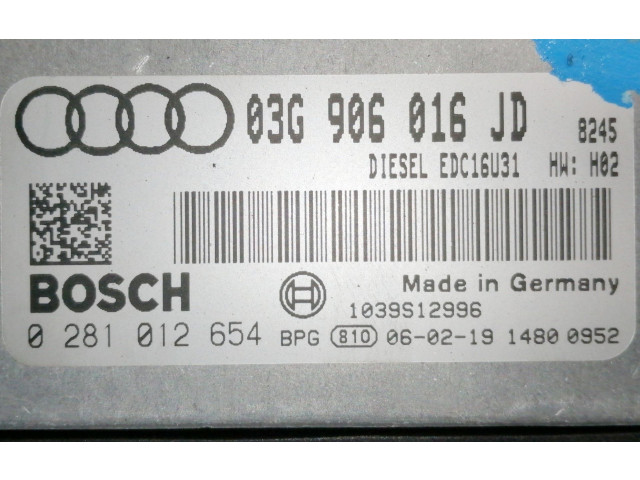 03G 906 016 JD 8245
DIESEL EDC16U31 HW: H02
BOSCH Made in Germany
1039S12996
0 281 012 654 BPG 810 06-02-19 1480 0952